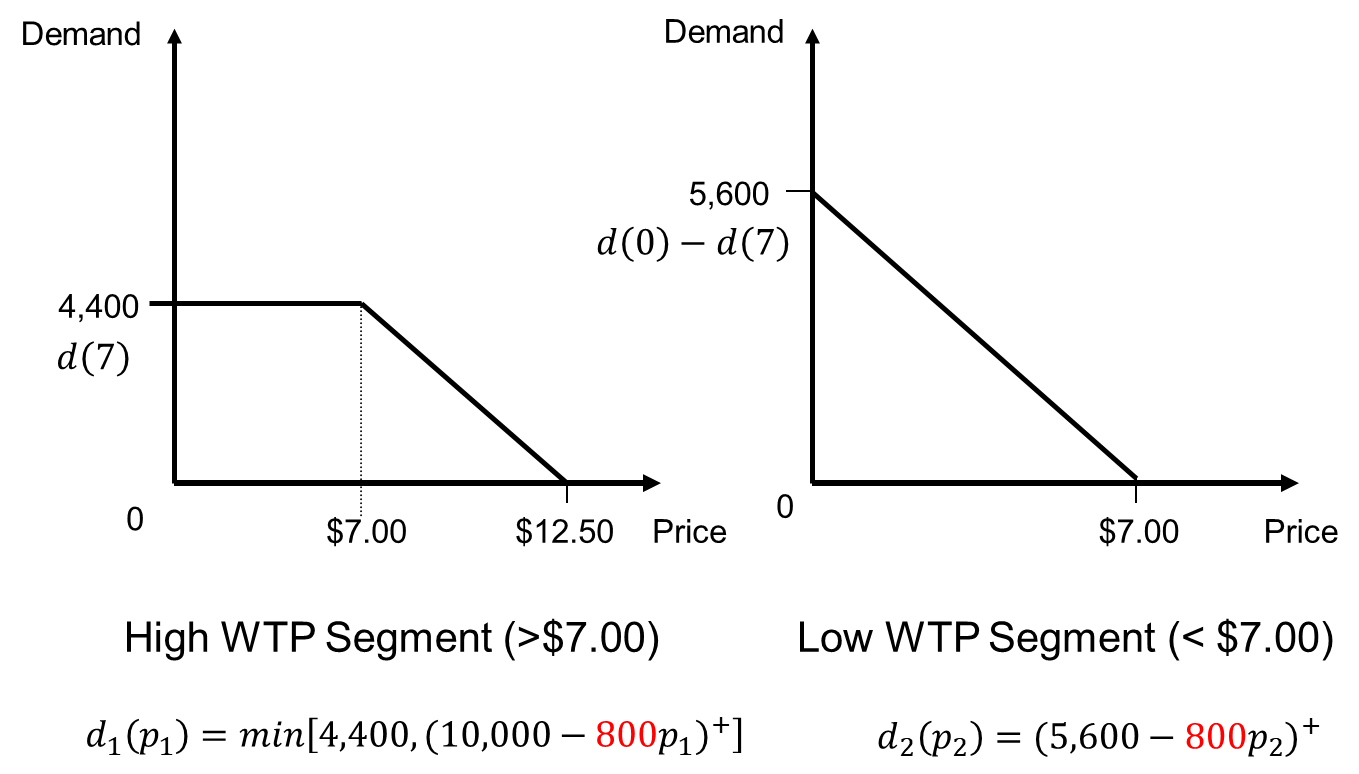 Demand
4,400
d(7)
0
$7.00
$12.50
Price
High WTP Segment (>$7.00)
d₁(p₁) = min[4,400, (10,000 − 800p₁)⁺]
Demand
5,600
d(0) − d(7)
0
$7.00
Price
Low WTP Segment (< $7.00)
d₂(p₂) = (5,600 − 800p₂)⁺